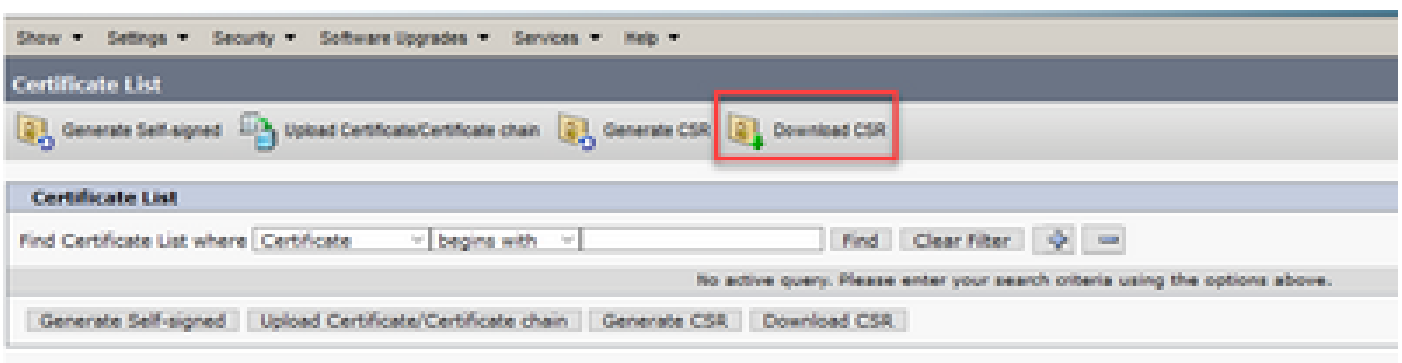 Show Settings Security Software Upgrades Services Help
Certificate List
Generate Self-signed Upload Certificate/Certificate chain Generate CSR Download CSR
Certificate List
Find Certificate List where Certificate begins with Find Clear Filter
No active query. Please enter your search criteria using the options above.
Generate Self-signed Upload Certificate/Certificate chain Generate CSR Download CSR